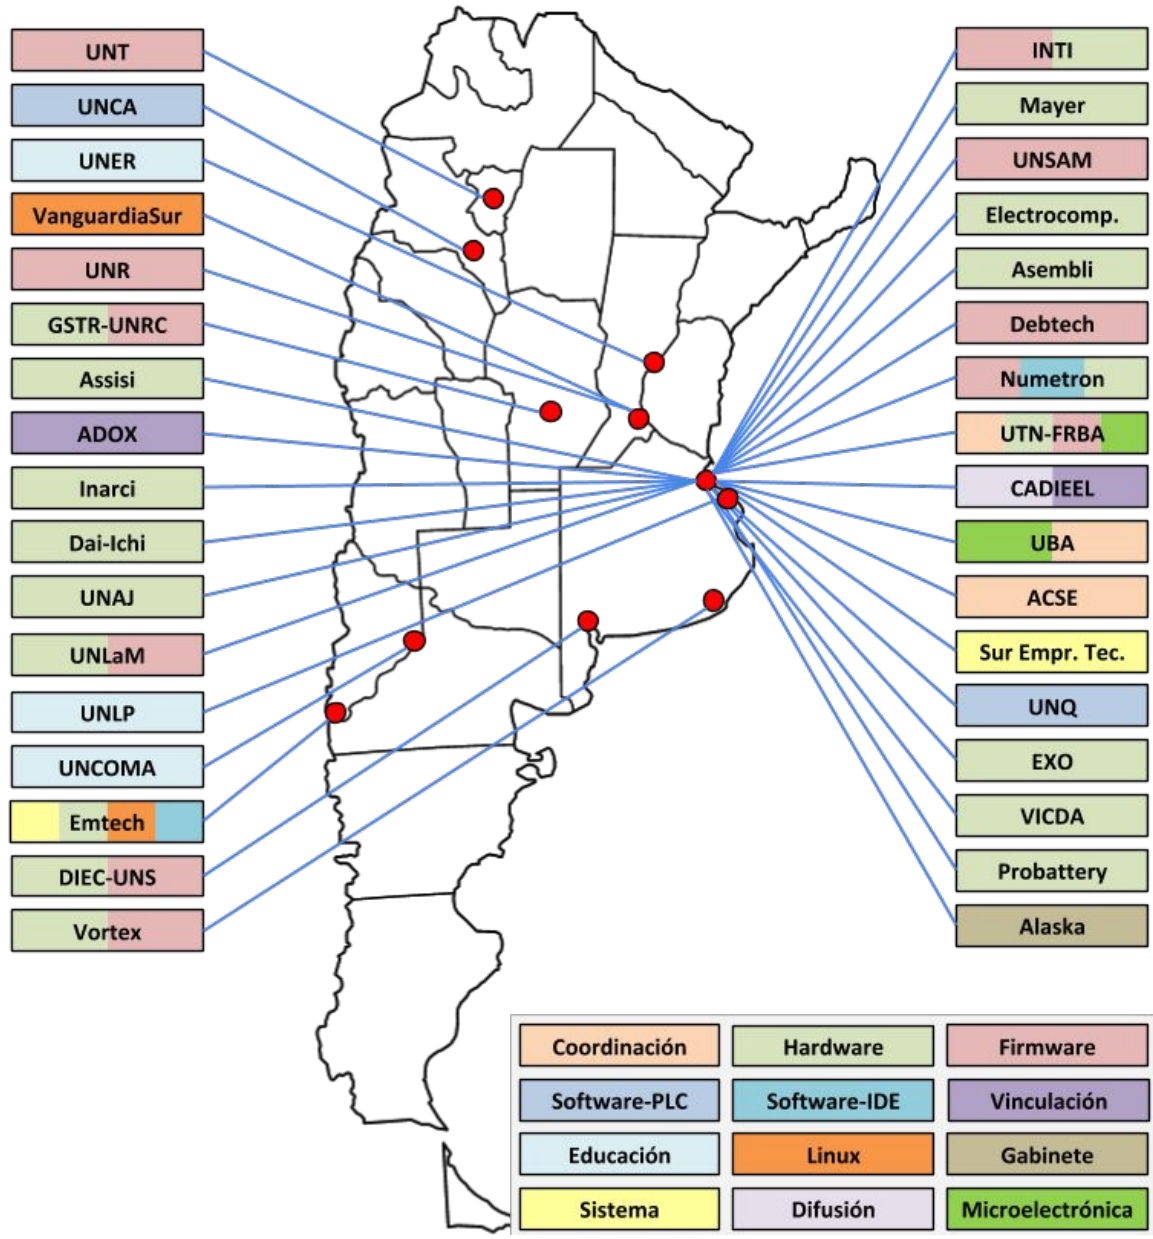 UNT
UNCA
UNER
VanguardiaSur
UNR
GSTR-UNRC
Assisi
ADOX
Inarci
Dai-Ichi
UNAJ
UNLaM
UNLP
UNCOMA
Emtech
DIEC-UNS
Vortex
INTI
Mayer
UNSAM
Electrocomp.
Asembli
Debtech
Numetron
UTN-FRBA
CADIEEL
UBA
ACSE
Sur Empr. Tec.
UNQ
EXO
VICDA
Probattery
Alaska
Coordinación
Hardware
Firmware
Software-PLC
Software-IDE
Vinculación
Educación
Linux
Gabinete
Sistema
Difusión
Microelectrónica